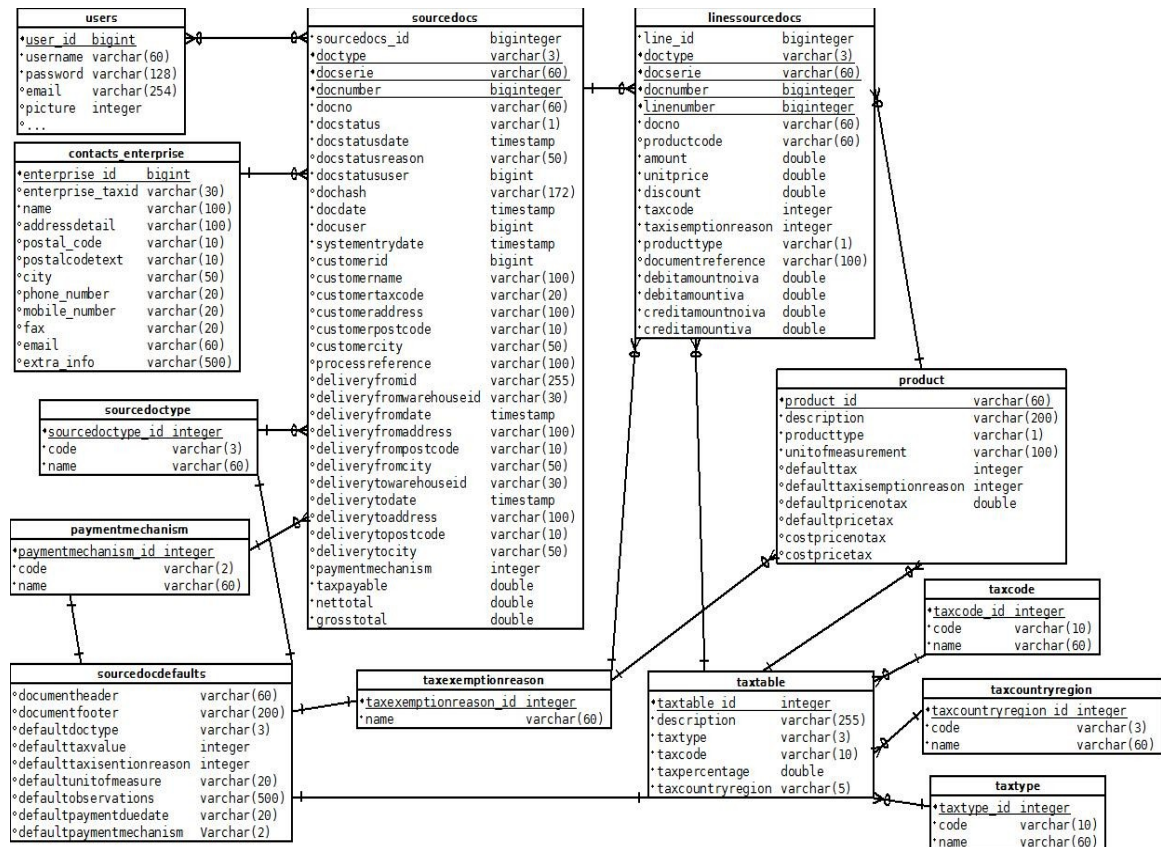 users
user_id bigint
username varchar(60)
password varchar(128)
email varchar(254)
picture integer
...
contacts_enterprise
enterprise_id bigint
enterprise_taxid varchar(30)
name varchar(100)
addressdetail varchar(100)
postal_code varchar(10)
postalcodetext varchar(10)
city varchar(50)
phone_number varchar(20)
mobile_number varchar(20)
fax varchar(20)
email varchar(60)
extra_info varchar(500)
sourcedoctype
sourcedoctype_id integer
code varchar(3)
name varchar(60)
paymentmechanism
paymentmechanism_id integer
code varchar(2)
name varchar(60)
sourcedocdefaults
documentheader varchar(60)
documentfooter varchar(200)
defaultdoctype varchar(3)
defaulttaxvalue integer
defaulttaxisentionreason integer
defaultunitofmeasure varchar(20)
defaultobservations varchar(500)
defaultpaymentduedate varchar(20)
defaultpaymentmechanism Varchar(2)
sourcedocs
sourcedocs_id biginteger
doctype varchar(3)
docserie varchar(60)
docnumber biginteger
docno varchar(60)
docstatus varchar(1)
docstatusdate timestamp
docstatusreason varchar(50)
docstatususer bigint
dochash varchar(172)
docdate timestamp
docuser bigint
systementrydate timestamp
customerid bigint
customername varchar(100)
customertaxcode varchar(20)
customeraddress varchar(100)
customerpostcode varchar(10)
customercity varchar(50)
processreference varchar(100)
deliveryfromid varchar(255)
deliveryfromwarehouseid varchar(30)
deliveryfromdate timestamp
deliveryfromaddress varchar(100)
deliveryfrompostcode varchar(10)
deliveryfromcity varchar(50)
deliverytowarehouseid varchar(30)
deliverytodate timestamp
deliverytoaddress varchar(100)
deliverytopostcode varchar(10)
deliverytocity varchar(50)
paymentmechanism integer
taxpayable double
nettotal double
grosstotal double
linessourcedocs
line_id biginteger
doctype varchar(3)
docserie varchar(60)
docnumber biginteger
linenumber biginteger
docno varchar(60)
productcode varchar(60)
amount double
unitprice double
discount double
taxcode integer
taxisemptionreason integer
producttype varchar(1)
documentreference varchar(100)
debitamountnoiva double
debitamountiva double
creditamountnoiva double
creditamountiva double
product
product_id varchar(60)
description varchar(200)
producttype varchar(1)
unitofmeasurement varchar(100)
defaulttax integer
defaulttaxisemptionreason integer
defaultpricenotax double
defaultpricetax
costpricenotax
costpricetax
taxexemptionreason
taxexemptionreason_id integer
name varchar(60)
taxtable
taxtable_id integer
description varchar(255)
taxtype varchar(3)
taxcode varchar(10)
taxpercentage double
taxcountryregion varchar(5)
taxcode
taxcode_id integer
code varchar(10)
name varchar(60)
taxcountryregion
taxcountryregion_id integer
code varchar(3)
name varchar(60)
taxtype
taxtype_id integer
code varchar(10)
name varchar(60)